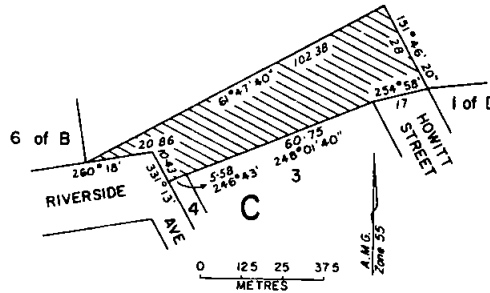 61° 47' 40"
102.38
151° 46' 20"
28
6 of B
20.86
260° 18'
10.43
331° 13'
RIVERSIDE
AVE
5.58
246° 43'
60.75
248° 01' 40"
254° 58'
17
1 of D
HOWITT
STREET
3
4
C
A.M.G.
Zone 55
0 12.5 25 37.5
METRES